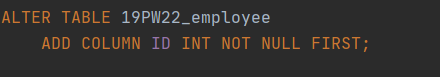 ALTER TABLE 19PW22_employee
ADD COLUMN ID INT NOT NULL FIRST;